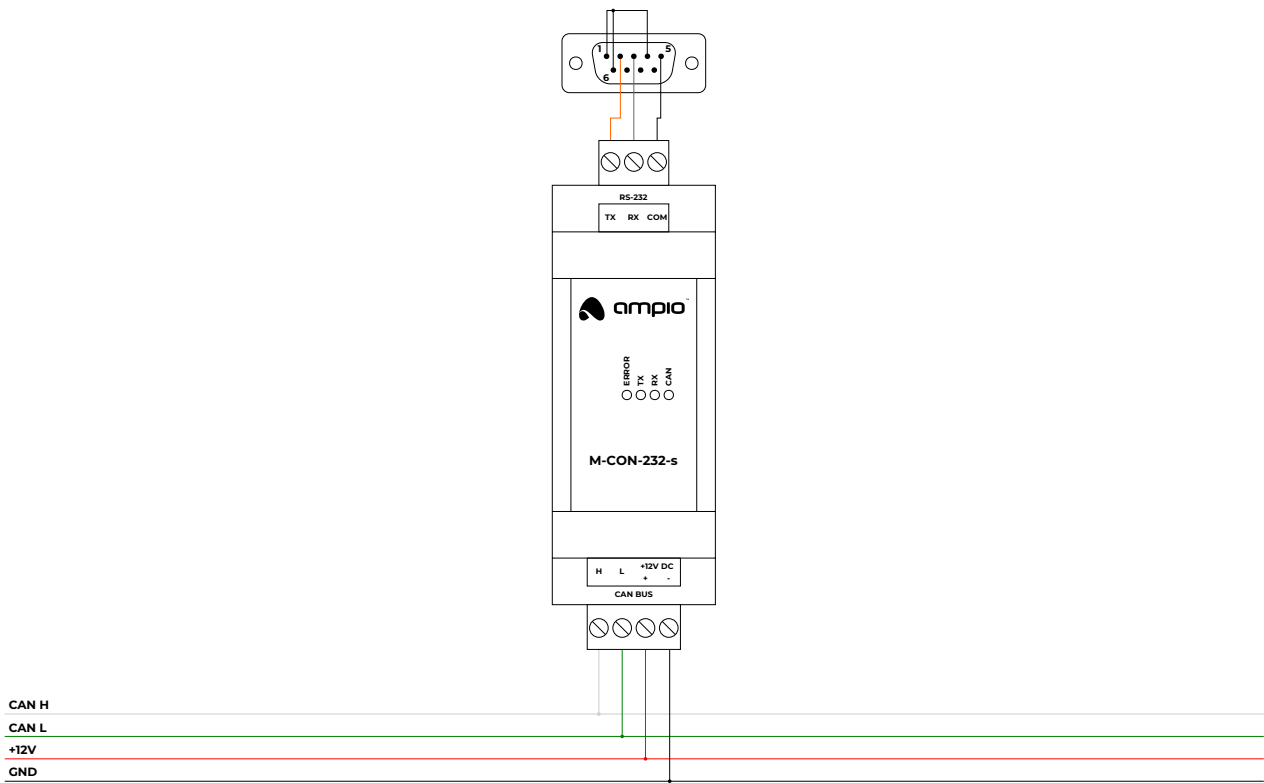 1 5
6
RS-232
TX RX COM
ampio™
ERROR TX RX CAN
M-CON-232-s
H L +12V DC
+ -
CAN BUS
CAN H
CAN L
+12V
GND